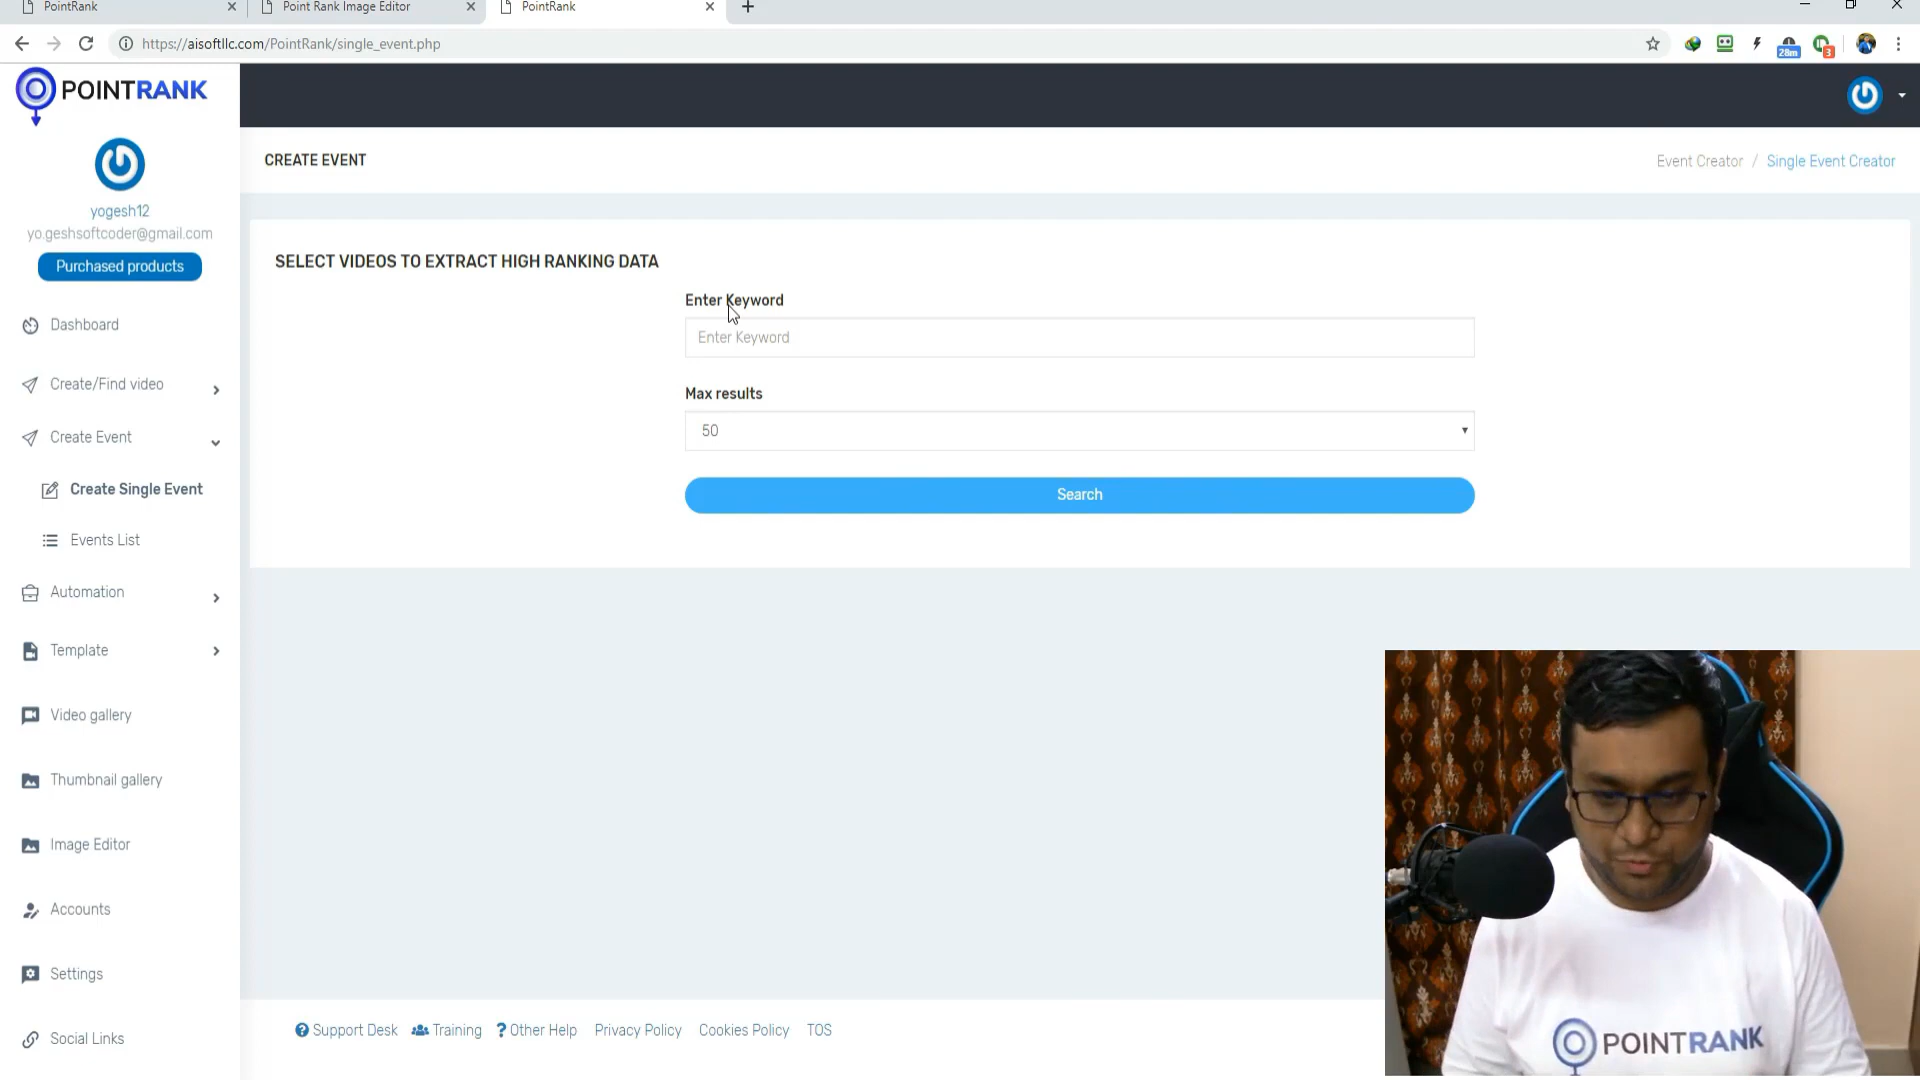 PointRank
Point Rank Image Editor
PointRank
https://aisoftllc.com/PointRank/single_event.php
28m
3
POINTRANK
yogesh12
yo.geshsoftcoder@gmail.com
Purchased products
Dashboard
Create/Find video
Create Event
Create Single Event
Events List
Automation
Template
Video gallery
Thumbnail gallery
Image Editor
Accounts
Settings
Social Links
CREATE EVENT
Event Creator / Single Event Creator
SELECT VIDEOS TO EXTRACT HIGH RANKING DATA
Enter Keyword
Enter Keyword
Max results
50
Search
Support Desk
Training
Other Help
Privacy Policy
Cookies Policy
TOS
POINTRANK